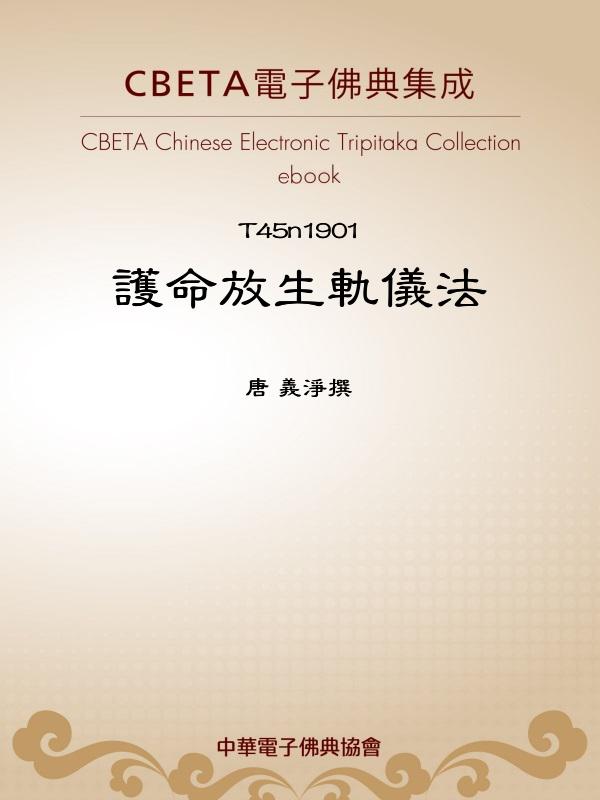 CBETA電子佛典集成
CBETA Chinese Electronic Tripitaka Collection
ebook
T45n1901
護命放生軌儀法
唐 義淨撰
中華電子佛典協會